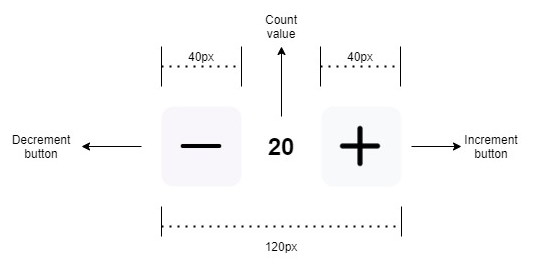 Count
value
40px
40px
Decrement
button
20
Increment
button
120px